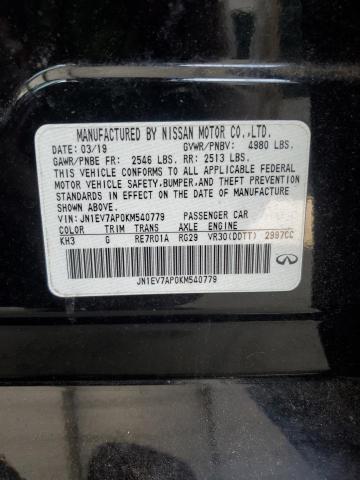 MANUFACTURED BY NISSAN MOTOR CO.,LTD.
DATE: 03/19 GVWR/PNBV: 4980 LBS.
GAWR/PNBE FR: 2546 LBS. RR: 2513 LBS.
THIS VEHICLE CONFORMS TO ALL APPLICABLE FEDERAL
MOTOR VEHICLE SAFETY, BUMPER, AND THEFT PREVENTION
STANDARDS IN EFFECT ON THE DATE OF MANUFACTURE
SHOWN ABOVE.
VIN: JN1EV7AP0KM540779 PASSENGER CAR
COLOR TRIM TRANS AXLE ENGINE
KH3 G RE7R01A RG29 VR30(DDTT) 2997CC
JN1EV7AP0KM540779